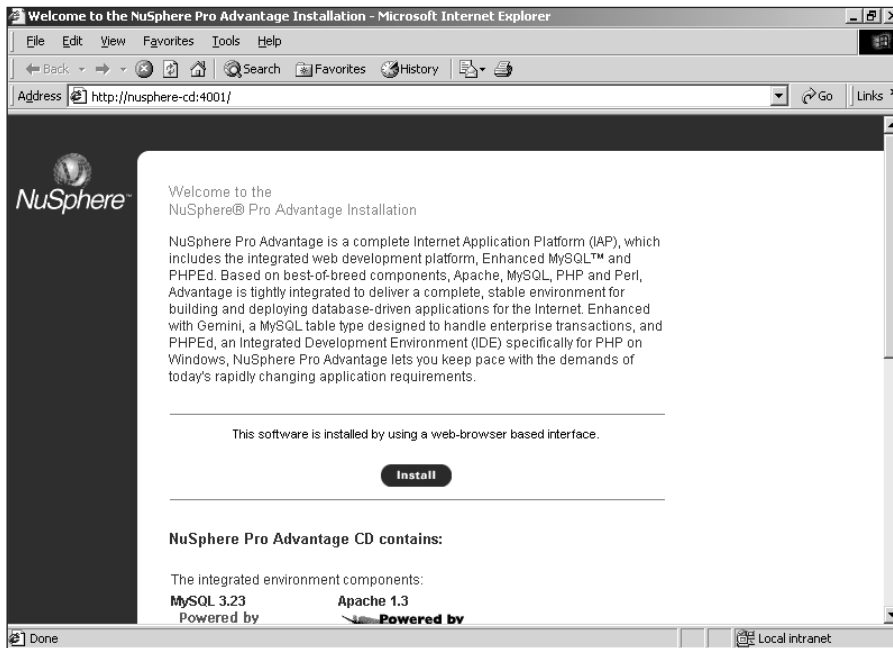 Welcome to the NuSphere Pro Advantage Installation - Microsoft Internet Explorer
File Edit View Favorites Tools Help
Back Search Favorites History
Address http://nusphere-cd:4001/ Go Links
NuSphere™
Welcome to the
NuSphere® Pro Advantage Installation
NuSphere Pro Advantage is a complete Internet Application Platform (IAP), which
includes the integrated web development platform, Enhanced MySQL™ and
PHPEd. Based on best-of-breed components, Apache, MySQL, PHP and Perl,
Advantage is tightly integrated to deliver a complete, stable environment for
building and deploying database-driven applications for the Internet. Enhanced
with Gemini, a MySQL table type designed to handle enterprise transactions, and
PHPEd, an Integrated Development Environment (IDE) specifically for PHP on
Windows, NuSphere Pro Advantage lets you keep pace with the demands of
today's rapidly changing application requirements.
This software is installed by using a web-browser based interface.
Install
NuSphere Pro Advantage CD contains:
The integrated environment components:
MySQL 3.23 Apache 1.3
Powered by Powered by
Done Local intranet